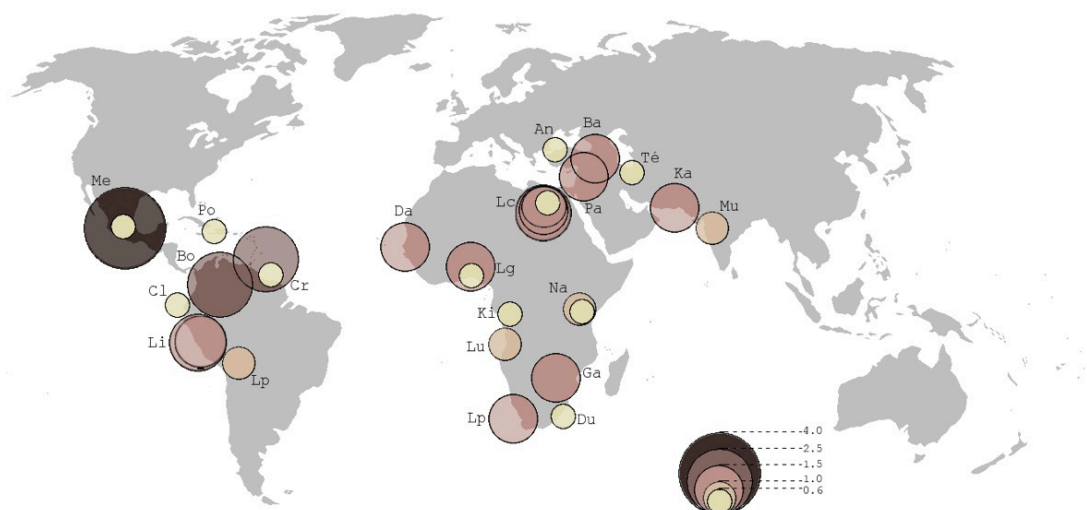 An
Ba
Té
Me
Ka
Po
Lc
Da
Pa
Mu
Bo
Lg
Cr
Cl
Na
Ki
Li
Lu
Lp
Ga
Lp
Du
4.0
2.5
1.5
1.0
0.6